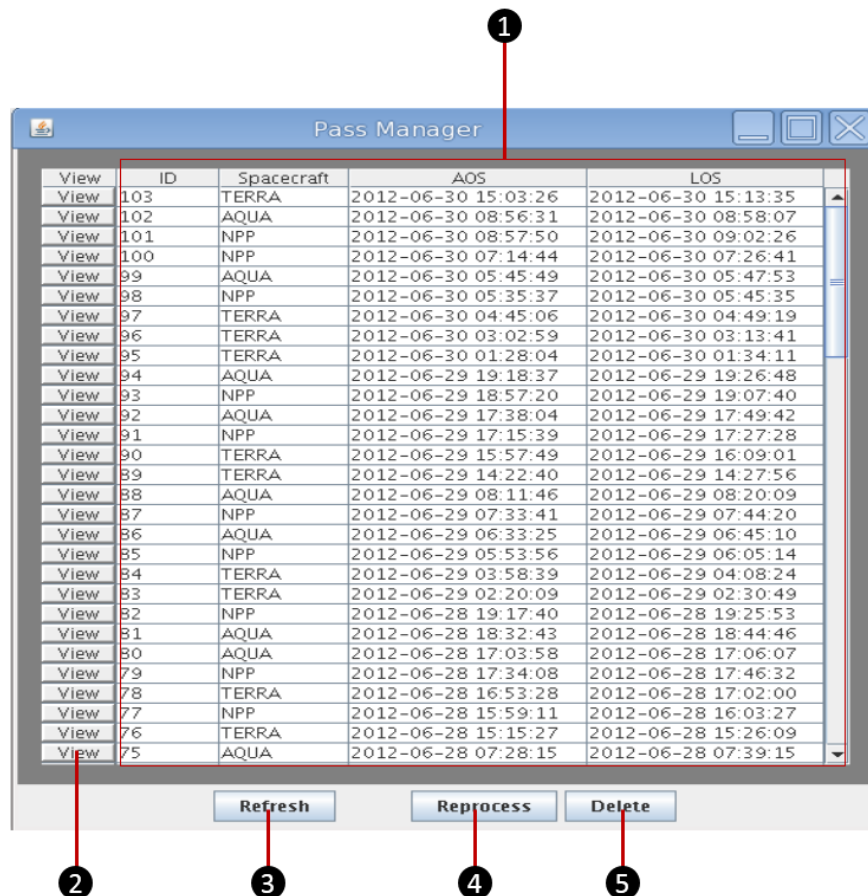 1
Pass Manager
View ID Spacecraft AOS LOS
View 103 TERRA 2012-06-30 15:03:26 2012-06-30 15:13:35
View 102 AQUA 2012-06-30 08:56:31 2012-06-30 08:58:07
View 101 NPP 2012-06-30 08:57:50 2012-06-30 09:02:26
View 100 NPP 2012-06-30 07:14:44 2012-06-30 07:26:41
View 99 AQUA 2012-06-30 05:45:49 2012-06-30 05:47:53
View 98 NPP 2012-06-30 05:35:37 2012-06-30 05:45:35
View 97 TERRA 2012-06-30 04:45:06 2012-06-30 04:49:19
View 96 TERRA 2012-06-30 03:02:59 2012-06-30 03:13:41
View 95 TERRA 2012-06-30 01:28:04 2012-06-30 01:34:11
View 94 AQUA 2012-06-29 19:18:37 2012-06-29 19:26:48
View 93 NPP 2012-06-29 18:57:20 2012-06-29 19:07:40
View 92 AQUA 2012-06-29 17:38:04 2012-06-29 17:49:42
View 91 NPP 2012-06-29 17:15:39 2012-06-29 17:27:28
View 90 TERRA 2012-06-29 15:57:49 2012-06-29 16:09:01
View 89 TERRA 2012-06-29 14:22:40 2012-06-29 14:27:56
View 88 AQUA 2012-06-29 08:11:46 2012-06-29 08:20:09
View 87 NPP 2012-06-29 07:33:41 2012-06-29 07:44:20
View 86 AQUA 2012-06-29 06:33:25 2012-06-29 06:45:10
View 85 NPP 2012-06-29 05:53:56 2012-06-29 06:05:14
View 84 TERRA 2012-06-29 03:58:39 2012-06-29 04:08:24
View 83 TERRA 2012-06-29 02:20:09 2012-06-29 02:30:49
View 82 NPP 2012-06-28 19:17:40 2012-06-28 19:25:53
View 81 AQUA 2012-06-28 18:32:43 2012-06-28 18:44:46
View 80 AQUA 2012-06-28 17:03:58 2012-06-28 17:06:07
View 79 NPP 2012-06-28 17:34:08 2012-06-28 17:46:32
View 78 TERRA 2012-06-28 16:53:28 2012-06-28 17:02:00
View 77 NPP 2012-06-28 15:59:11 2012-06-28 16:03:27
View 76 TERRA 2012-06-28 15:15:27 2012-06-28 15:26:09
View 75 AQUA 2012-06-28 07:28:15 2012-06-28 07:39:15
Refresh Reprocess Delete
2 3 4 5